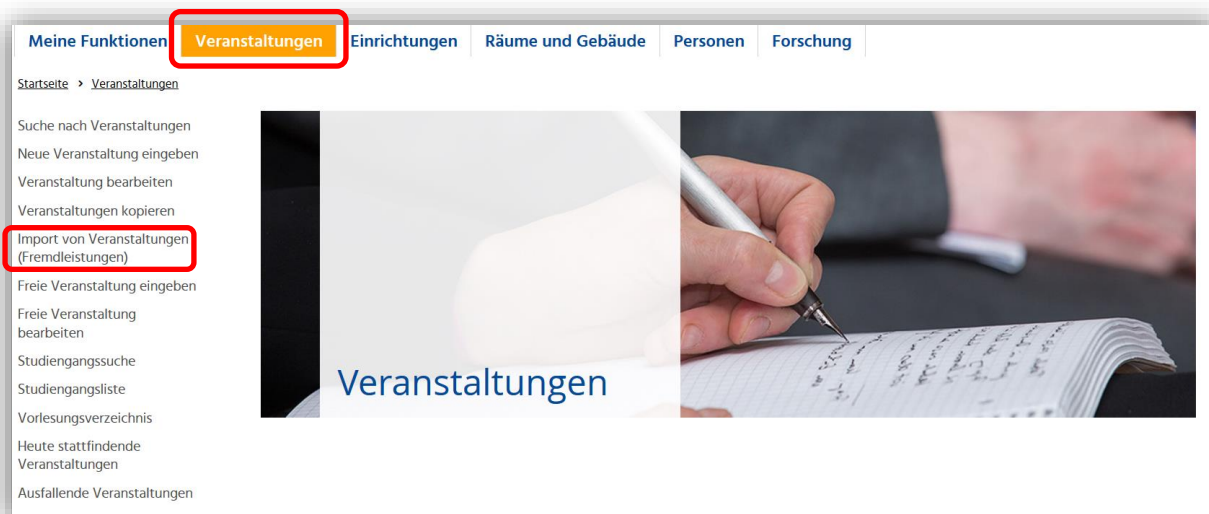 Meine Funktionen Veranstaltungen Einrichtungen Räume und Gebäude Personen Forschung
Startseite > Veranstaltungen
Suche nach Veranstaltungen
Neue Veranstaltung eingeben
Veranstaltung bearbeiten
Veranstaltungen kopieren
Import von Veranstaltungen
(Fremdleistungen)
Freie Veranstaltung eingeben
Freie Veranstaltung
bearbeiten
Studiengangssuche
Studiengangsliste
Vorlesungsverzeichnis
Heute stattfindende
Veranstaltungen
Ausfallende Veranstaltungen
Veranstaltungen